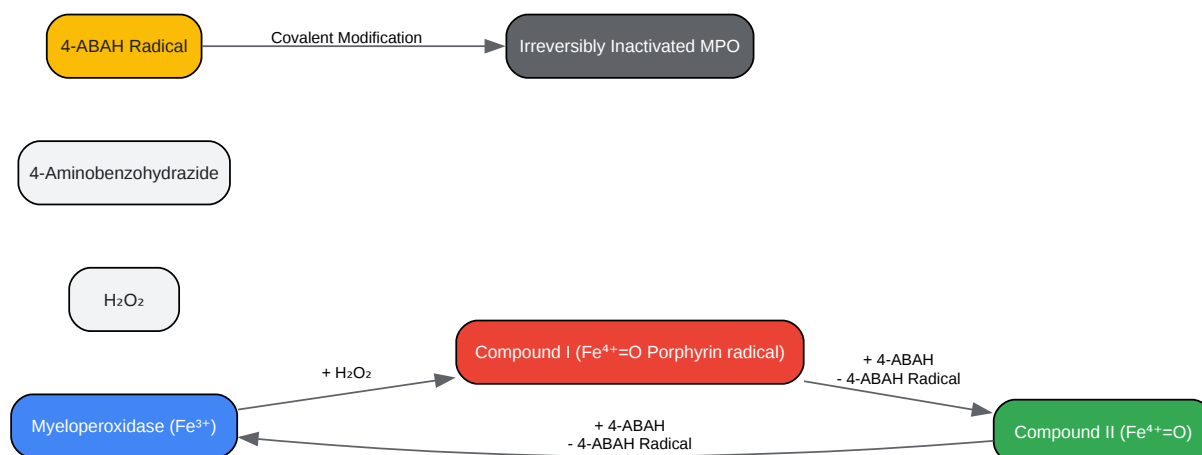 4-ABAH Radical
Covalent Modification
Irreversibly Inactivated MPO
4-Aminobenzohydrazide
H₂O₂
Compound I (Fe⁴⁺=O Porphyrin radical)
+ H₂O₂
+ 4-ABAH
- 4-ABAH Radical
Myeloperoxidase (Fe³⁺)
+ 4-ABAH
- 4-ABAH Radical
Compound II (Fe⁴⁺=O)